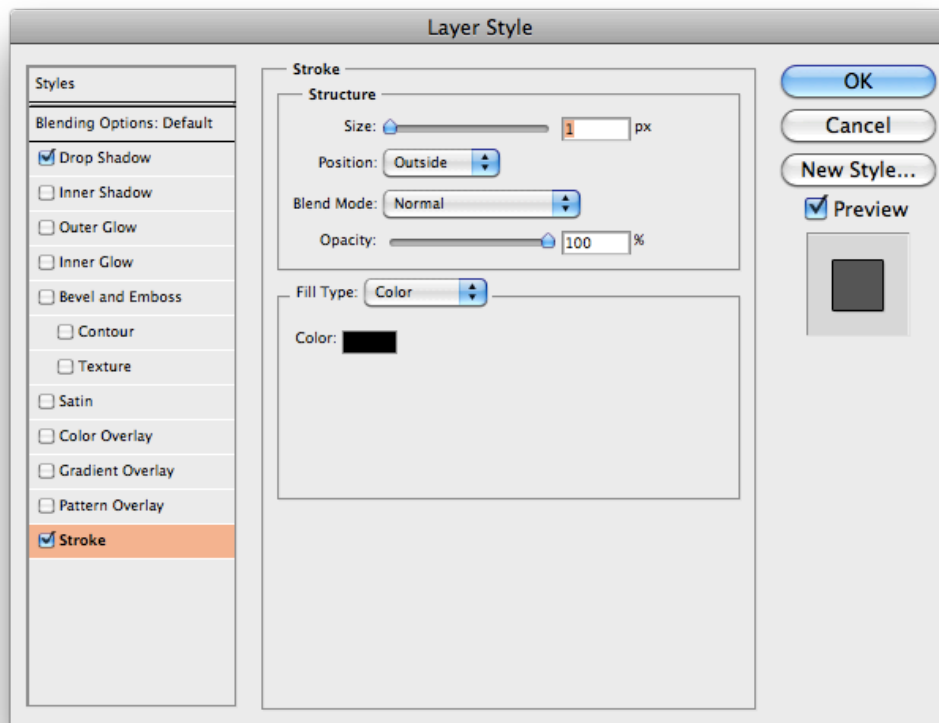 Layer Style
Styles
Blending Options: Default
Drop Shadow
Inner Shadow
Outer Glow
Inner Glow
Bevel and Emboss
Contour
Texture
Satin
Color Overlay
Gradient Overlay
Pattern Overlay
Stroke
Stroke
Structure
Size: 1 px
Position: Outside
Blend Mode: Normal
Opacity: 100 %
Fill Type: Color
Color:
OK
Cancel
New Style...
Preview